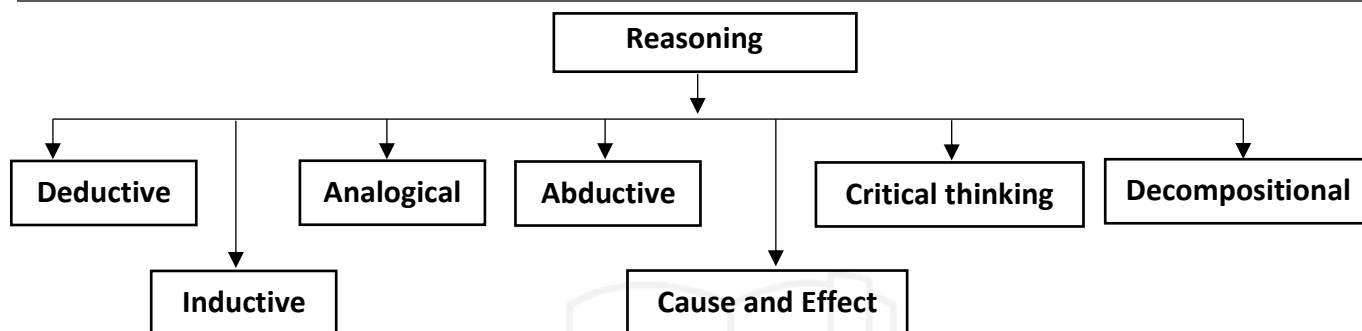 Reasoning
Deductive
Analogical
Abductive
Critical thinking
Decompositional
Inductive
Cause and Effect